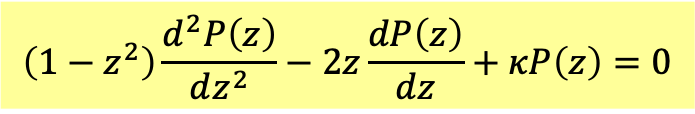 (1 − z²) d²P(z)/dz² − 2z dP(z)/dz + κP(z) = 0